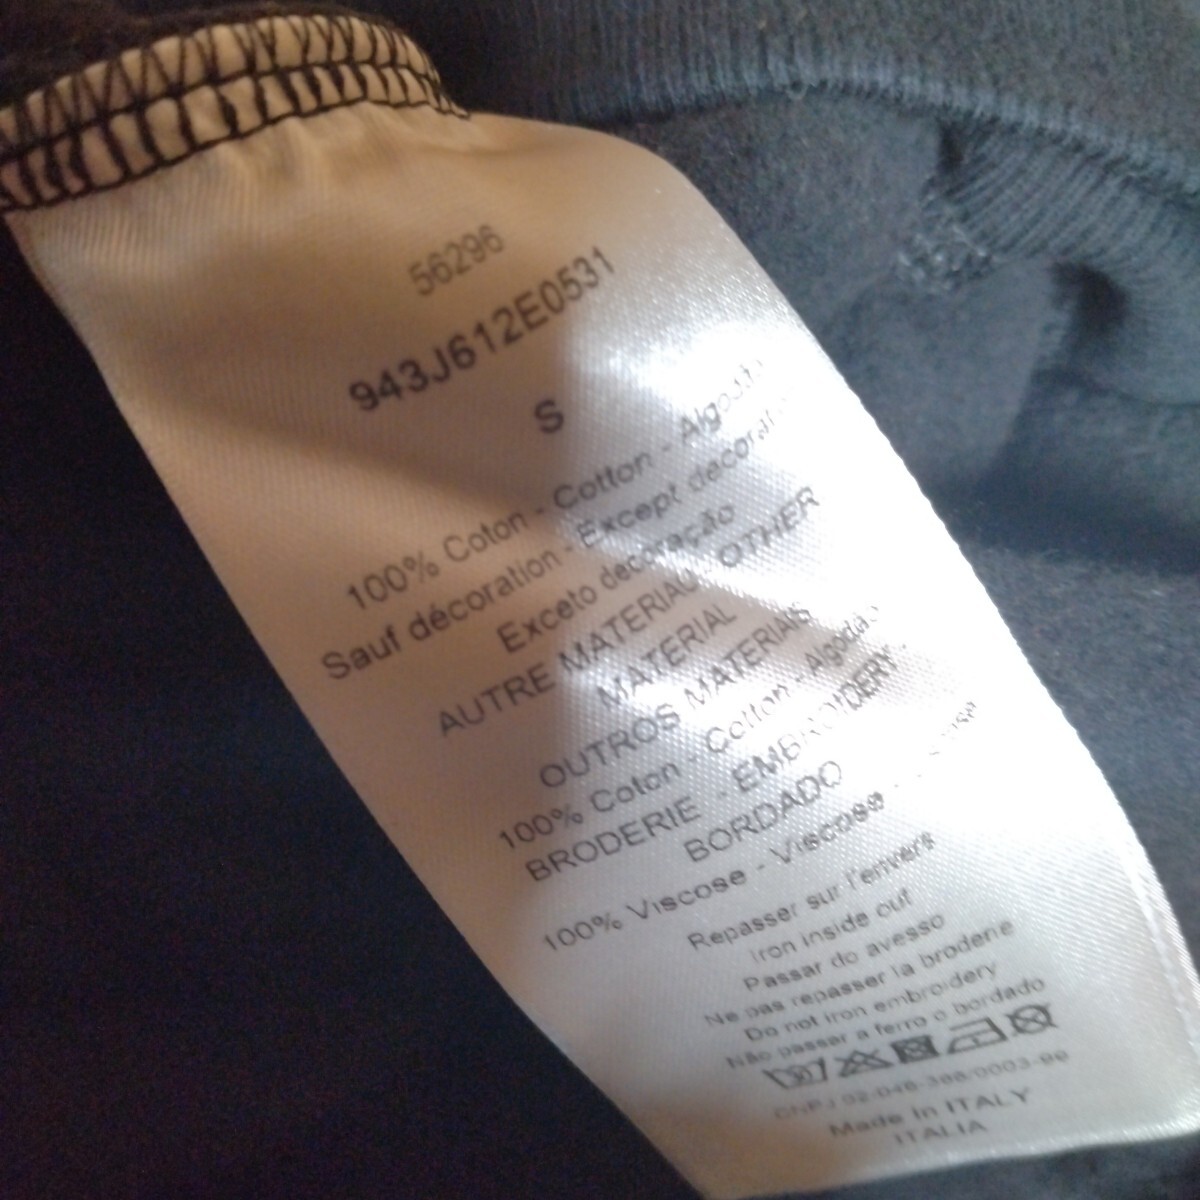 56296
943J612E0531
S
100% Coton - Cotton - Algodão
Sauf décoration - Except decorat
Exceto decoração
AUTRE MATERIAU OTHER
MATERIAL
OUTROS MATERIAIS
100% Coton - Cotton - Algodão
BRODERIE - EMBROIDERY -
BORDADO
100% Viscose - Viscose -
Repasser sur l'envers
Iron inside out
Passar do avesso
Ne pas repasser la broderie
Do not iron embroidery
Não passar a ferro o bordado
CNPJ
Made in ITALY
ITALIA